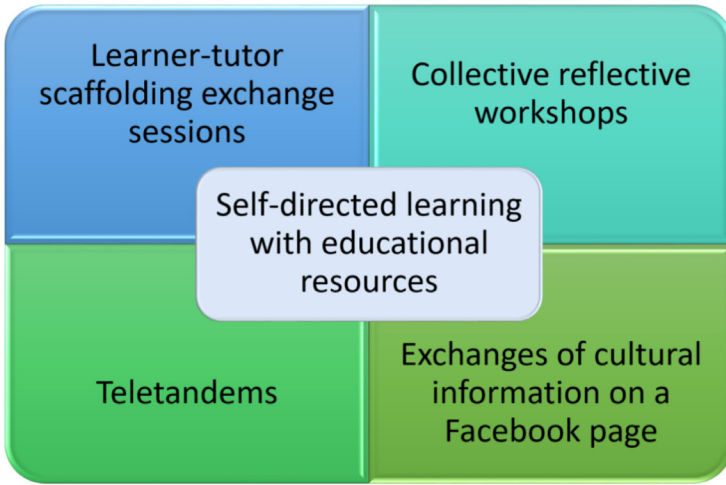 Learner-tutor
scaffolding exchange
sessions
Collective reflective
workshops
Self-directed learning
with educational
resources
Teletandems
Exchanges of cultural
information on a
Facebook page